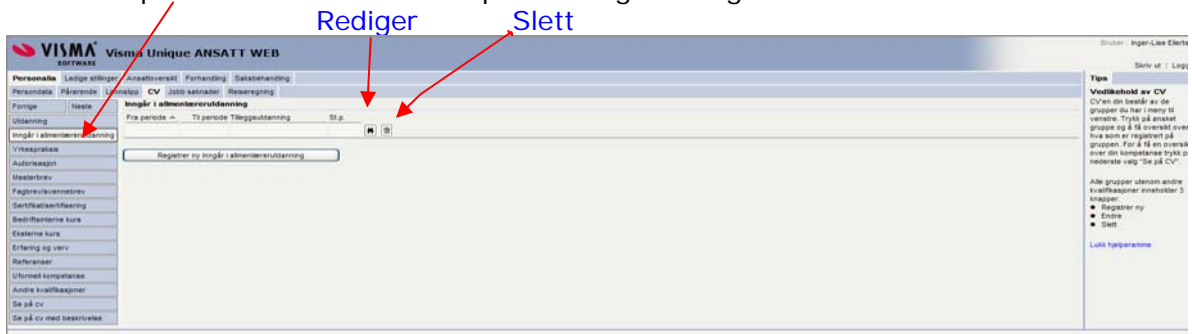 Rediger Slett
VISMA SOFTWARE Visma Unique ANSATT WEB
Bruker : Inger-Lise
Skriv ut | Logg
Personalia Ledige stillinger Ansattoversikt Forhandling Saksbehandling
Persondata Pårørende CV Jobb søknader Reiseregning
Forrige Neste
Utdanning
Inngår i allmenlærerutdanning
Yrkespraksis
Autorisasjon
Mesterbrev
Fagbrev/svennebrev
Sertifikat/sertifisering
Bedriftsinterne kurs
Eksterne kurs
Erfaring og verv
Referanser
Uformell kompetanse
Andre kvalifikasjoner
Se på cv
Se på cv med beskrivelse
Inngår i allmenlærerutdanning
Fra periode Til periode Tilleggsutdanning St.p.
Registrer ny Inngår i allmenlærerutdanning
Tips
Vedlikehold av CV
CV'en din består av de
grupper du har i meny til
venstre. Trykk på ønsket
gruppe og å få oversikt over
hva som er registrert på
gruppen. For å få en oversikt
over din kompetanse trykk på
nederste valg "Se på CV".
Alle grupper utenom andre
kvalifikasjoner inneholder 3
knapper.
● Registrer ny
● Endre
● Slett
Lukk hjelperamme